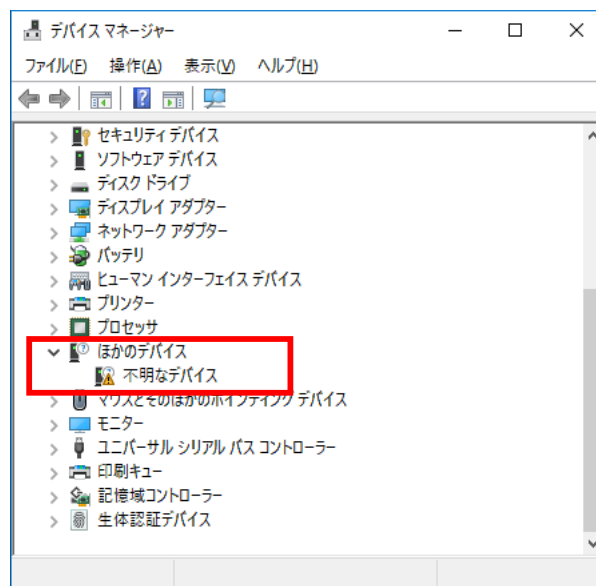 デバイス マネージャー
ファイル(F) 操作(A) 表示(V) ヘルプ(H)
セキュリティ デバイス
ソフトウェア デバイス
ディスク ドライブ
ディスプレイ アダプター
ネットワーク アダプター
バッテリ
ヒューマン インターフェイス デバイス
プリンター
プロセッサ
ほかのデバイス
不明なデバイス
マウスとそのほかのポインティング デバイス
モニター
ユニバーサル シリアル バス コントローラー
印刷キュー
記憶域コントローラー
生体認証デバイス